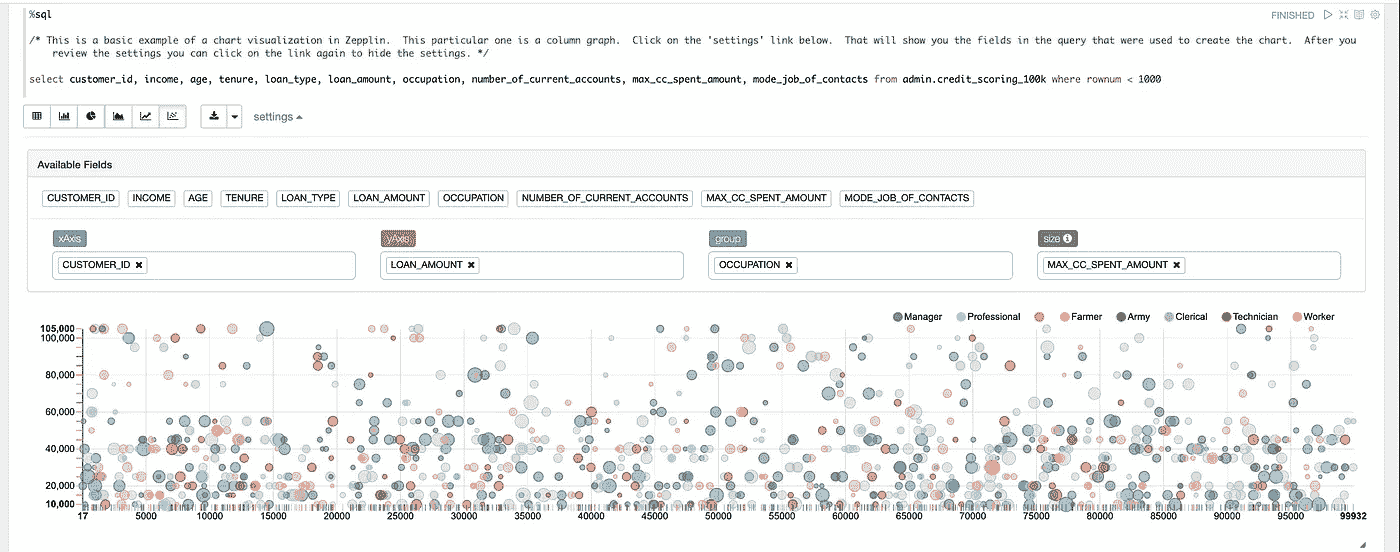 %sql
FINISHED
/* This is a basic example of a chart visualization in Zepplin. This particular one is a column graph. Click on the 'settings' link below. That will show you the fields in the query that were used to create the chart. After you
review the settings you can click on the link again to hide the settings. */
select customer_id, income, age, tenure, loan_type, loan_amount, occupation, number_of_current_accounts, max_cc_spent_amount, mode_job_of_contacts from admin.credit_scoring_100k where rownum < 1000
settings
Available Fields
CUSTOMER_ID INCOME AGE TENURE LOAN_TYPE LOAN_AMOUNT OCCUPATION NUMBER_OF_CURRENT_ACCOUNTS MAX_CC_SPENT_AMOUNT MODE_JOB_OF_CONTACTS
xAxis yAxis group size
CUSTOMER_ID LOAN_AMOUNT OCCUPATION MAX_CC_SPENT_AMOUNT
Manager Professional Farmer Army Clerical Technician Worker
105,000
100,000
80,000
60,000
40,000
20,000
10,000
17 5000 10000 15000 20000 25000 30000 35000 40000 45000 50000 55000 60000 65000 70000 75000 80000 85000 90000 95000 99932